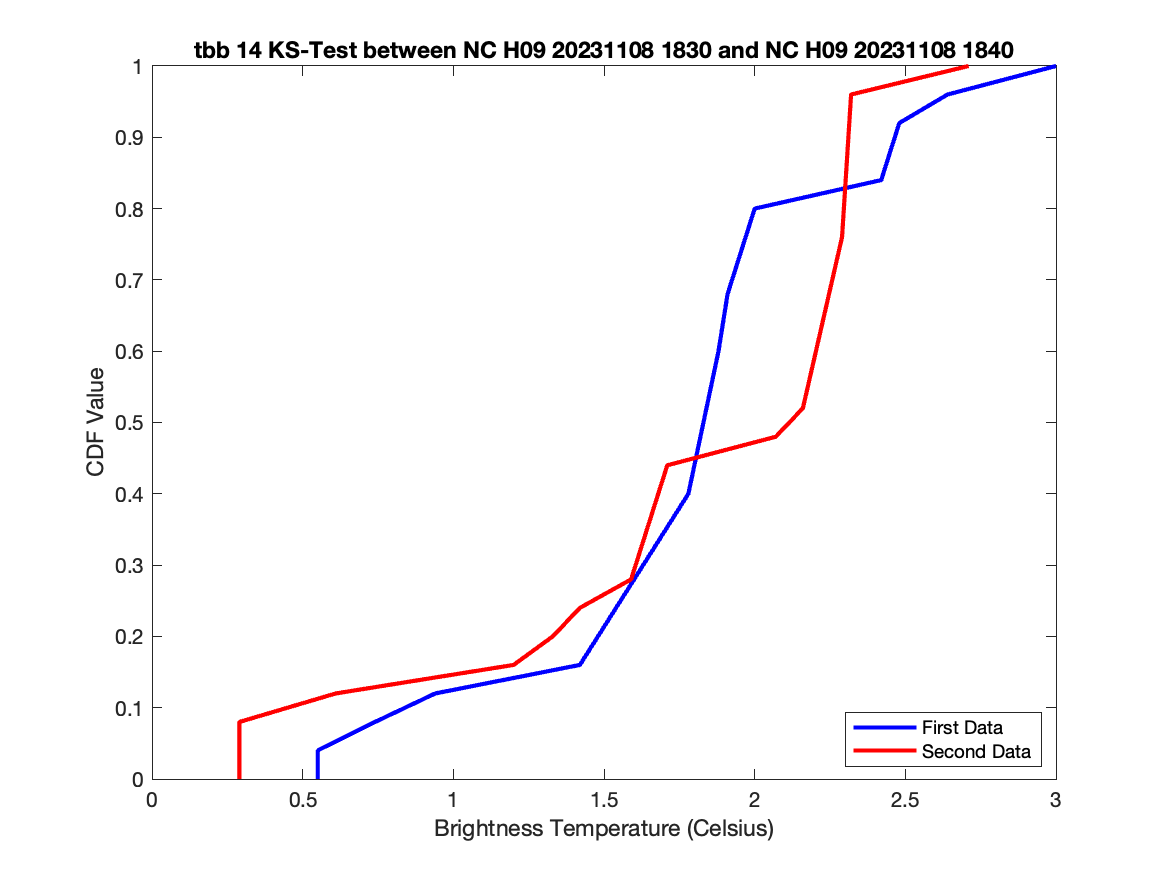 tbb 14 KS-Test between NC H09 20231108 1830 and NC H09 20231108 1840
1
0.9
0.8
0.7
0.6
0.5
0.4
0.3
0.2
0.1
0
CDF Value
First Data
Second Data
0 0.5 1 1.5 2 2.5 3
Brightness Temperature (Celsius)